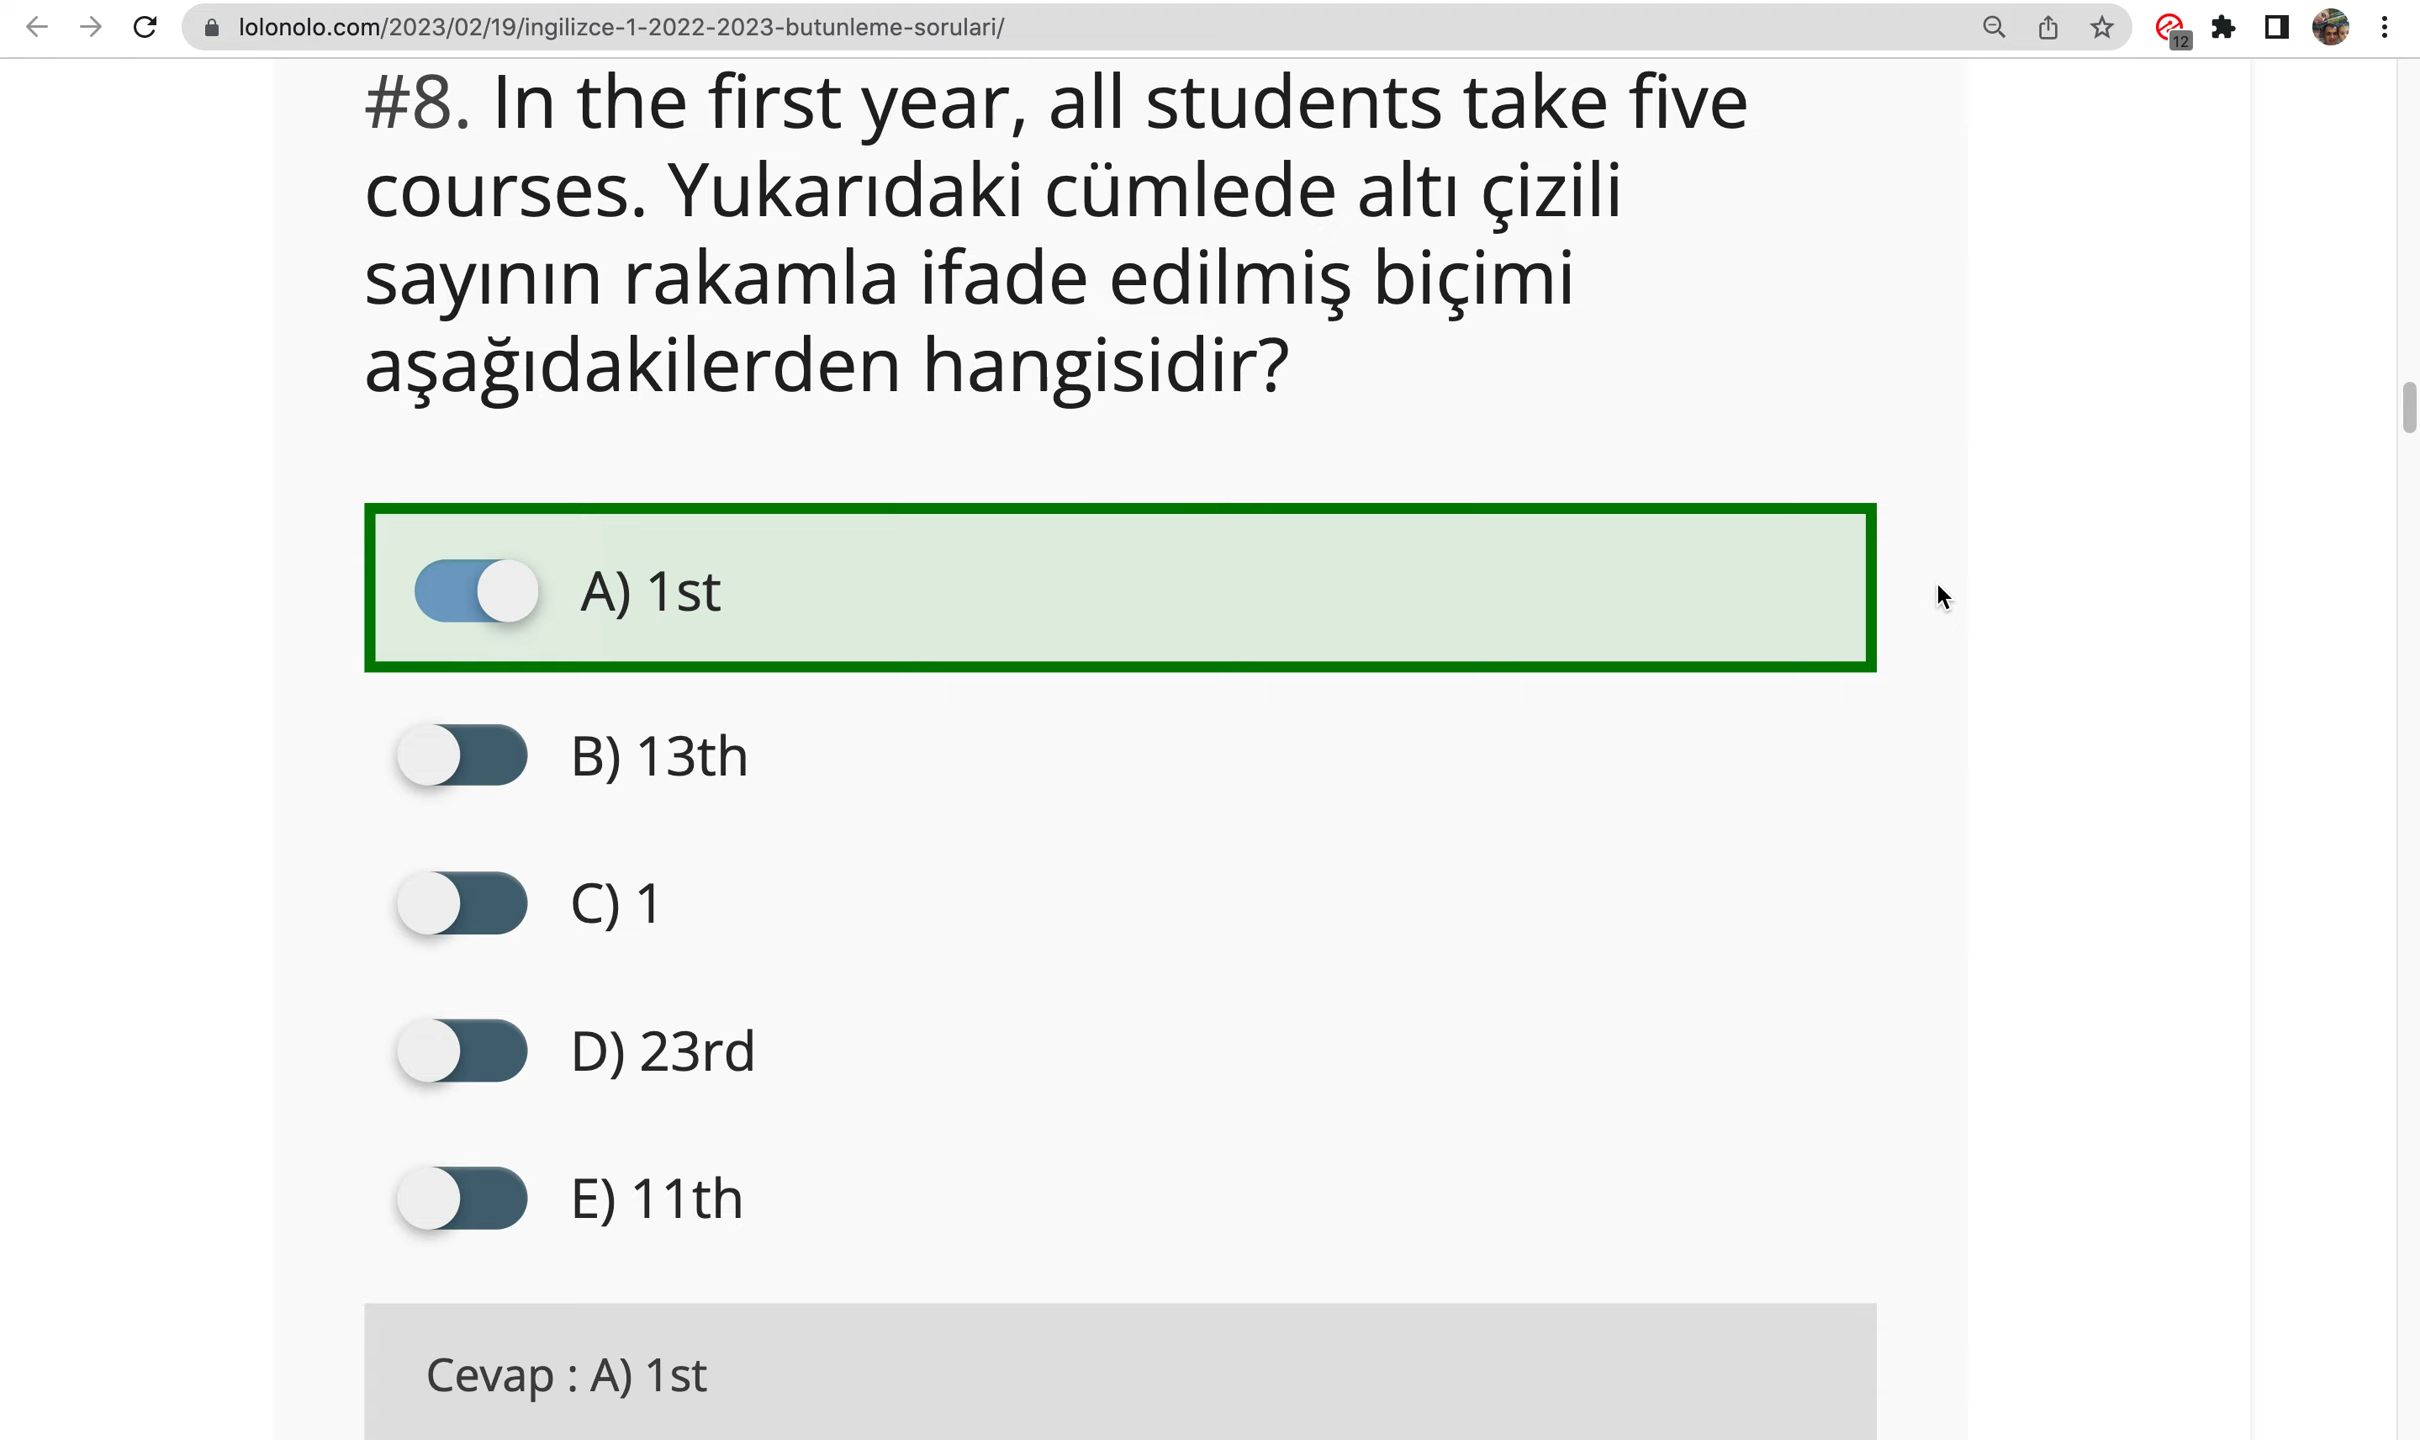 lolonolo.com/2023/02/19/ingilizce-1-2022-2023-butunleme-sorulari/
12
#8. In the first year, all students take five
courses. Yukarıdaki cümlede altı çizili
sayının rakamla ifade edilmiş biçimi
aşağıdakilerden hangisidir?
A) 1st
B) 13th
C) 1
D) 23rd
E) 11th
Cevap : A) 1st